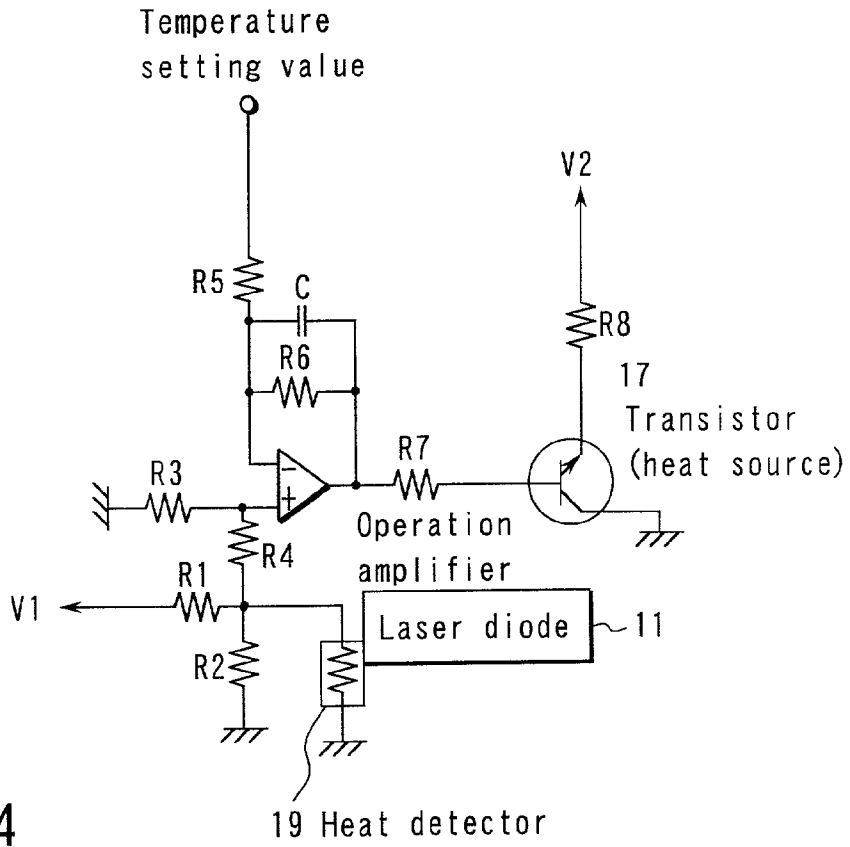 Temperature
setting value
V2
R5
C
R8
R6
17
Transistor
(heat source)
R7
R3
−
+
Operation
amplifier
R4
R1
V1
Laser diode
11
R2
19 Heat detector
4